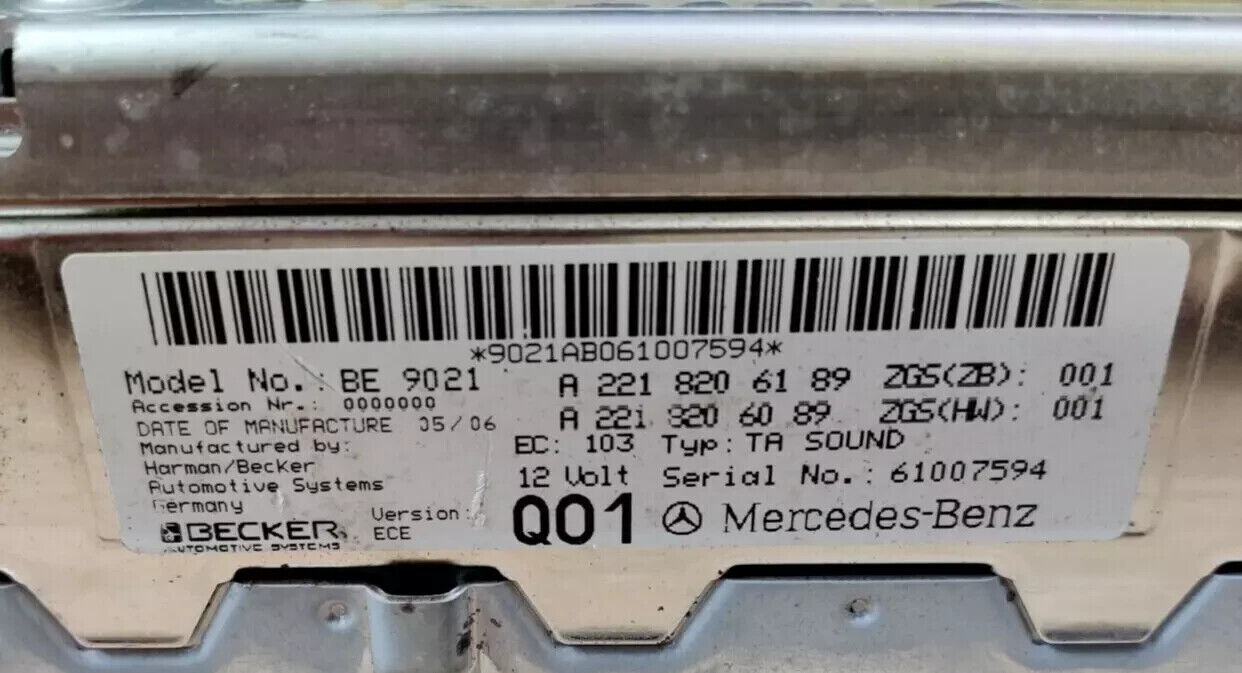 *9021AB061007594*
Model No.: BE 9021 A 221 820 61 89 ZGS(ZB): 001
Accession Nr.: 0000000 A 221 820 60 89 ZGS(HW): 001
DATE OF MANUFACTURE 05/06 EC: 103 Typ: TA SOUND
Manufactured by:
Harman/Becker 12 Volt Serial No.: 61007594
Automotive Systems
Germany Version: Q01 Mercedes-Benz
BECKER ECE
AUTOMOTIVE SYSTEMS